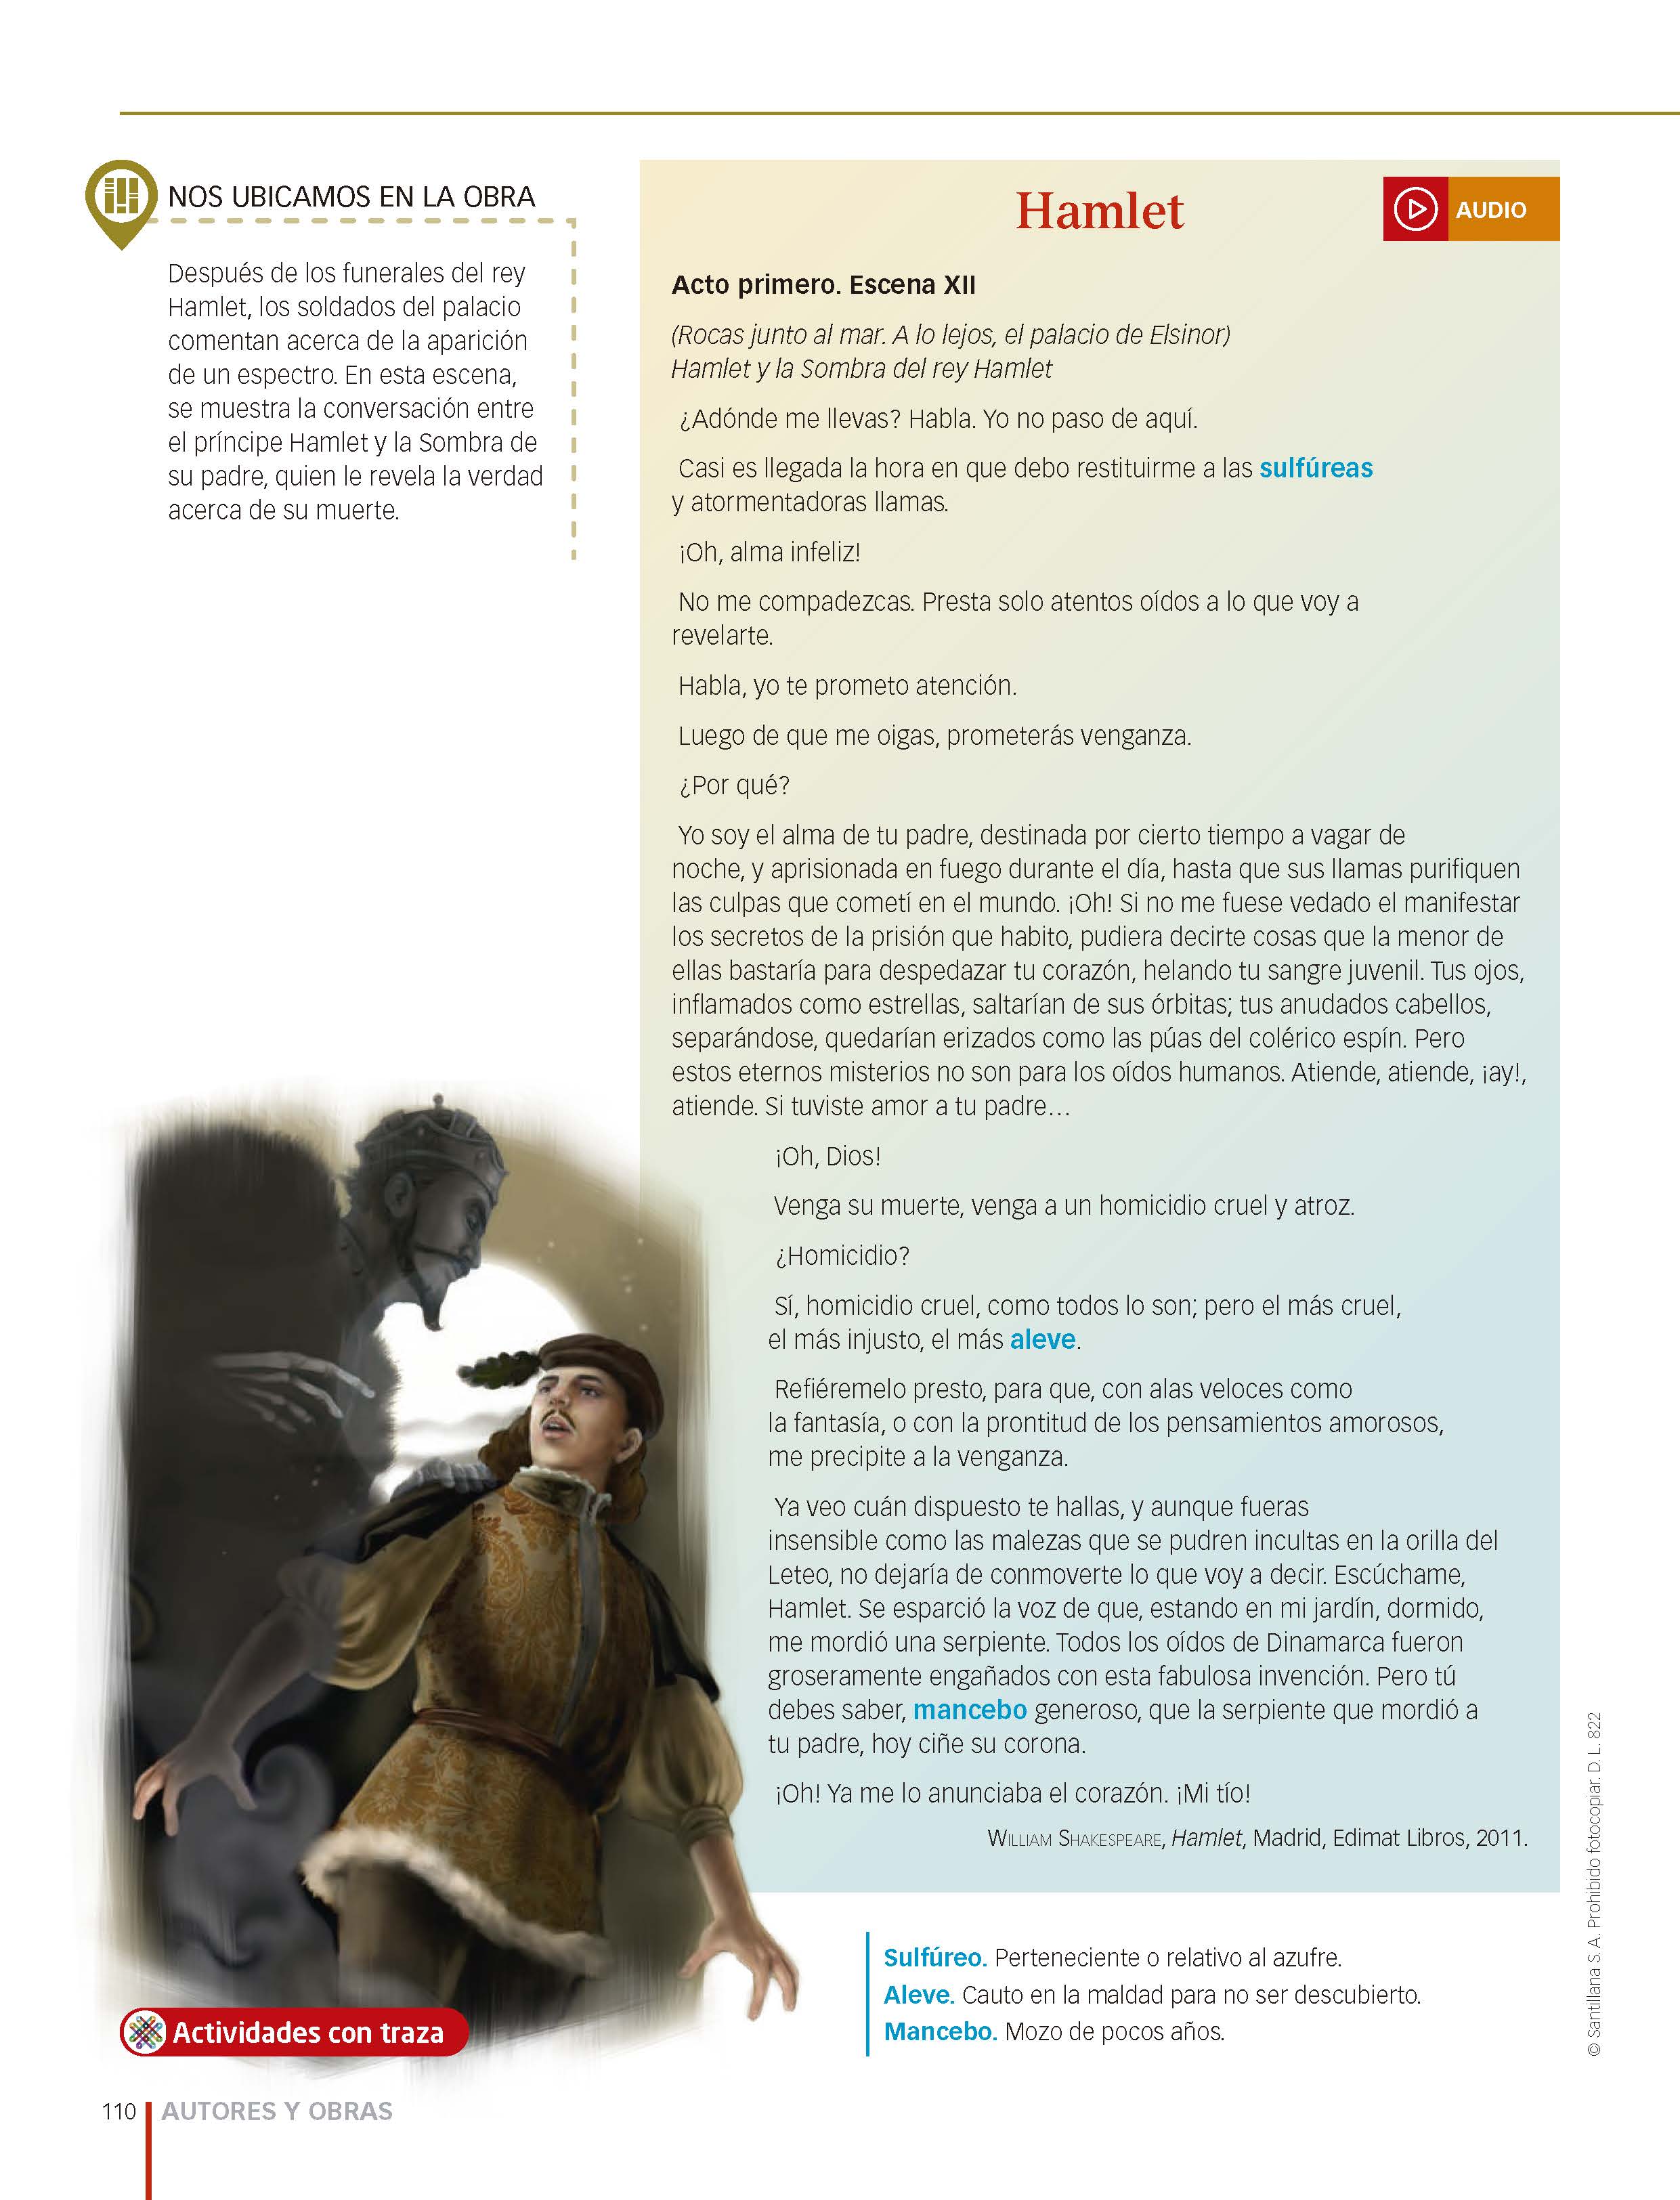 NOS UBICAMOS EN LA OBRA
Después de los funerales del rey
Hamlet, los soldados del palacio
comentan acerca de la aparición
de un espectro. En esta escena,
se muestra la conversación entre
el príncipe Hamlet y la Sombra de
su padre, quien le revela la verdad
acerca de su muerte.
Hamlet
AUDIO
Acto primero. Escena XII
(Rocas junto al mar. A lo lejos, el palacio de Elsinor)
Hamlet y la Sombra del rey Hamlet
¿Adónde me llevas? Habla. Yo no paso de aquí.
Casi es llegada la hora en que debo restituirme a las sulfúreas
y atormentadoras llamas.
¡Oh, alma infeliz!
No me compadezcas. Presta solo atentos oídos a lo que voy a
revelarte.
Habla, yo te prometo atención.
Luego de que me oigas, prometerás venganza.
¿Por qué?
Yo soy el alma de tu padre, destinada por cierto tiempo a vagar de
noche, y aprisionada en fuego durante el día, hasta que sus llamas purifiquen
las culpas que cometí en el mundo. ¡Oh! Si no me fuese vedado el manifestar
los secretos de la prisión que habito, pudiera decirte cosas que la menor de
ellas bastaría para despedazar tu corazón, helando tu sangre juvenil. Tus ojos,
inflamados como estrellas, saltarían de sus órbitas; tus anudados cabellos,
separándose, quedarían erizados como las púas del colérico espín. Pero
estos eternos misterios no son para los oídos humanos. Atiende, atiende, ¡ay!,
atiende. Si tuviste amor a tu padre…
¡Oh, Dios!
Venga su muerte, venga a un homicidio cruel y atroz.
¿Homicidio?
Sí, homicidio cruel, como todos lo son; pero el más cruel,
el más injusto, el más aleve.
Refiéremelo presto, para que, con alas veloces como
la fantasía, o con la prontitud de los pensamientos amorosos,
me precipite a la venganza.
Ya veo cuán dispuesto te hallas, y aunque fueras
insensible como las malezas que se pudren incultas en la orilla del
Leteo, no dejaría de conmoverte lo que voy a decir. Escúchame,
Hamlet. Se esparció la voz de que, estando en mi jardín, dormido,
me mordió una serpiente. Todos los oídos de Dinamarca fueron
groseramente engañados con esta fabulosa invención. Pero tú
debes saber, mancebo generoso, que la serpiente que mordió a
tu padre, hoy ciñe su corona.
¡Oh! Ya me lo anunciaba el corazón. ¡Mi tío!
William Shakespeare, Hamlet, Madrid, Edimat Libros, 2011.
Sulfúreo. Perteneciente o relativo al azufre.
Aleve. Cauto en la maldad para no ser descubierto.
Mancebo. Mozo de pocos años.
© Santillana S. A. Prohibido fotocopiar. D. L. 822
Actividades con traza
110 AUTORES Y OBRAS